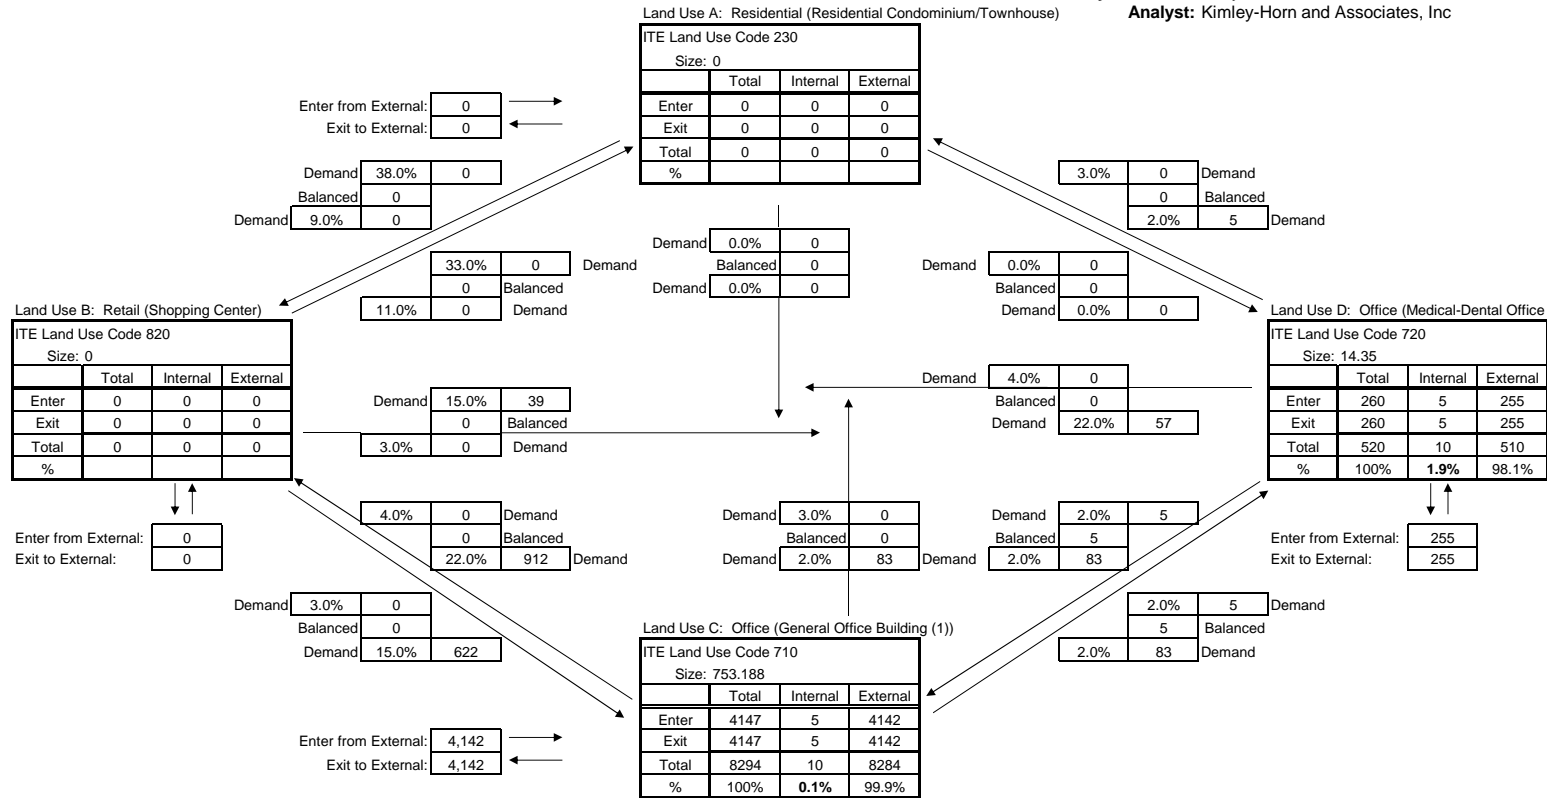 Land Use A: Residential (Residential Condominium/Townhouse)
Analyst: Kimley-Horn and Associates, Inc
ITE Land Use Code 230
Size: 0
Total Internal External
Enter 0 0 0
Exit 0 0 0
Total 0 0 0
%
Enter from External: 0
Exit to External: 0
Demand 38.0% 0
Balanced 0
Demand 9.0% 0
3.0% 0 Demand
0 Balanced
2.0% 5 Demand
33.0% 0 Demand
0 Balanced
11.0% 0 Demand
Demand 0.0% 0
Balanced 0
Demand 0.0% 0
Demand 0.0% 0
Balanced 0
Demand 0.0% 0
Land Use B: Retail (Shopping Center)
ITE Land Use Code 820
Size: 0
Total Internal External
Enter 0 0 0
Exit 0 0 0
Total 0 0 0
%
Enter from External: 0
Exit to External: 0
Demand 15.0% 39
0 Balanced
3.0% 0 Demand
Demand 4.0% 0
Balanced 0
Demand 22.0% 57
Land Use D: Office (Medical-Dental Office
ITE Land Use Code 720
Size: 14.35
Total Internal External
Enter 260 5 255
Exit 260 5 255
Total 520 10 510
% 100% 1.9% 98.1%
Enter from External: 255
Exit to External: 255
4.0% 0 Demand
0 Balanced
22.0% 912 Demand
Demand 3.0% 0
Balanced 0
Demand 2.0% 83
Demand 2.0% 5
Balanced 5
Demand 2.0% 83
Demand 3.0% 0
Balanced 0
Demand 15.0% 622
2.0% 5 Demand
5 Balanced
2.0% 83 Demand
Land Use C: Office (General Office Building (1))
ITE Land Use Code 710
Size: 753.188
Total Internal External
Enter 4147 5 4142
Exit 4147 5 4142
Total 8294 10 8284
% 100% 0.1% 99.9%
Enter from External: 4,142
Exit to External: 4,142